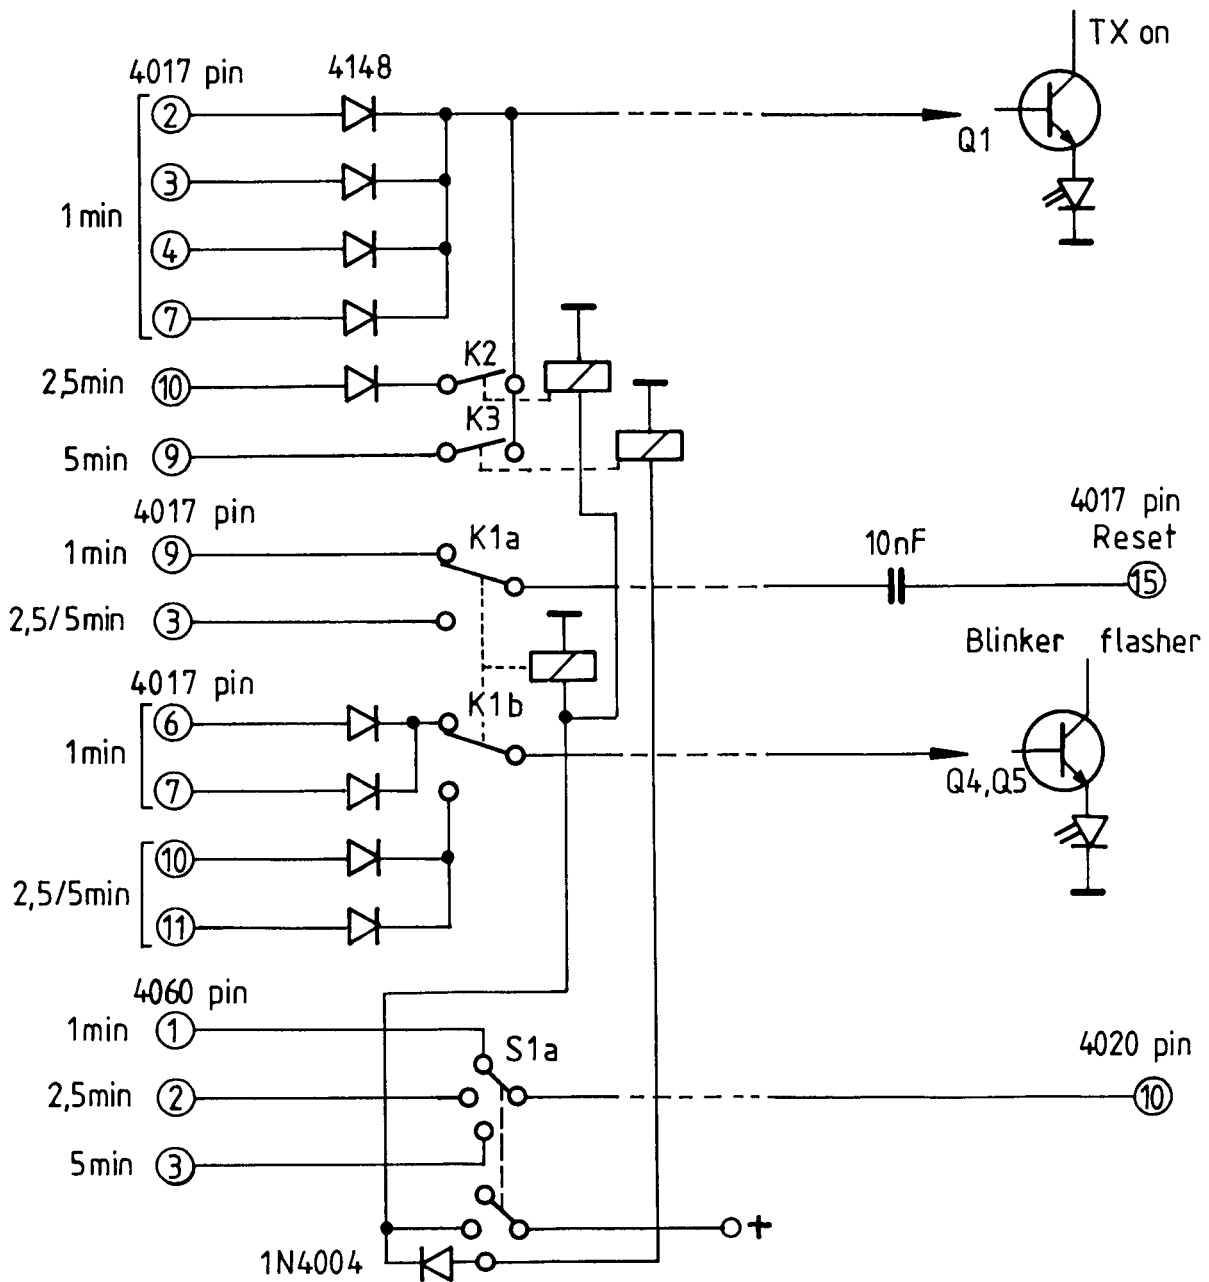 TX on
4017 pin
4148
2
Q1
3
1min
4
7
K2
2,5min
10
K3
5min
9
4017 pin
4017 pin
Reset
K1a
10nF
1min
9
15
2,5/5min
3
Blinker flasher
4017 pin
K1b
6
1min
7
Q4,Q5
10
2,5/5min
11
4060 pin
1min
1
S1a
4020 pin
2,5min
2
10
5min
3
+
1N4004